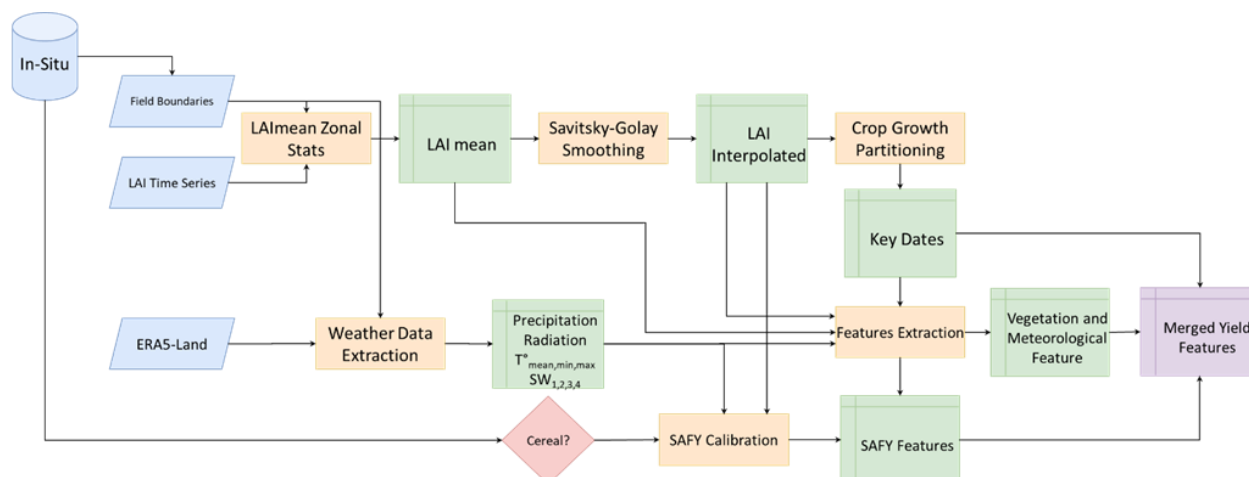 In-Situ
Field Boundaries
LAI Time Series
LAImean Zonal
Stats
LAI mean
Savitsky-Golay
Smoothing
LAI
Interpolated
Crop Growth
Partitioning
Key Dates
ERA5-Land
Weather Data
Extraction
Precipitation
Radiation
T°mean,min,max
SW1,2,3,4
Features Extraction
Vegetation and
Meteorological
Feature
Merged Yield
Features
Cereal?
SAFY Calibration
SAFY Features